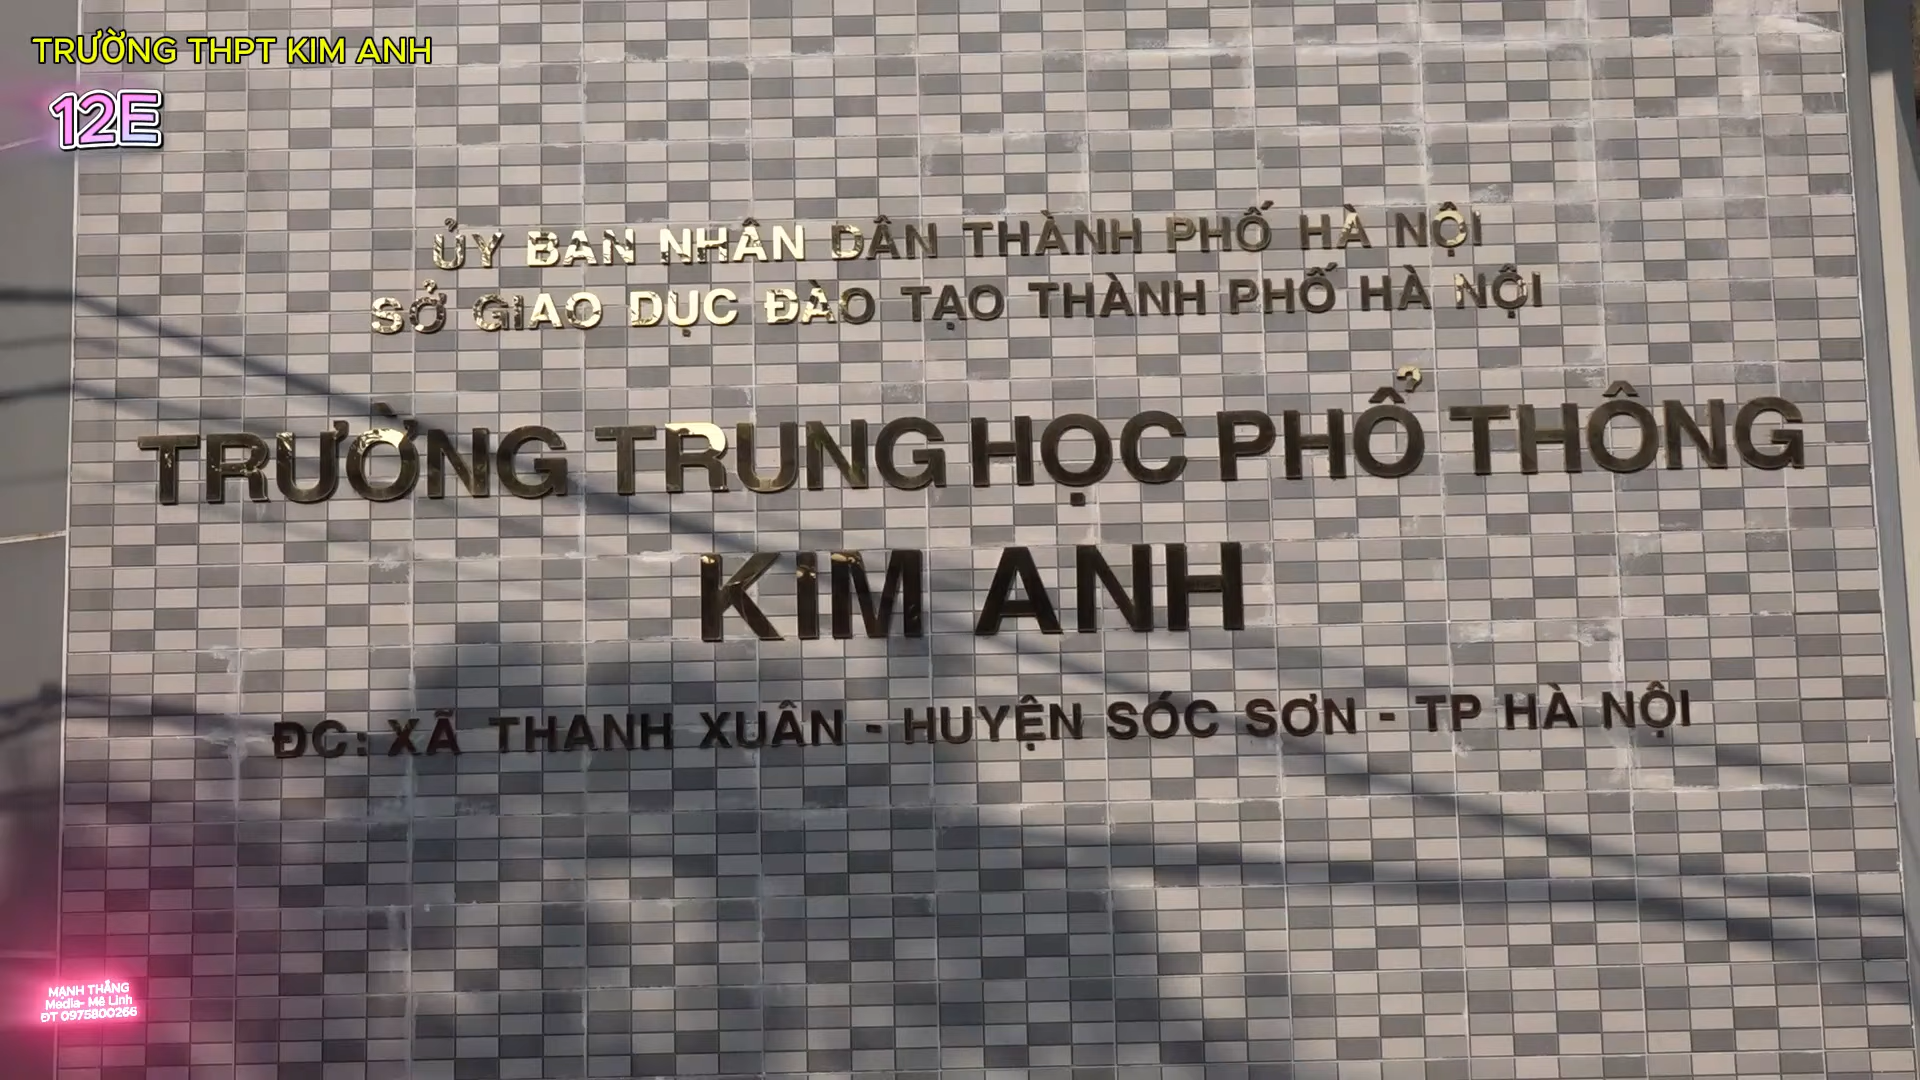 TRƯỜNG THPT KIM ANH
12E
ỦY BAN NHÂN DÂN THÀNH PHỐ HÀ NỘI
SỞ GIAO DỤC ĐÀO TẠO THÀNH PHỐ HÀ NỘI
TRƯỜNG TRUNG HỌC PHỔ THÔNG
KiM ANH
ĐC: XÃ THANH XUÂN - HUYỆN SÓC SƠN - TP HÀ NỘI
MẠNH THẮNG
Media- Mê Linh
ĐT 0975800266